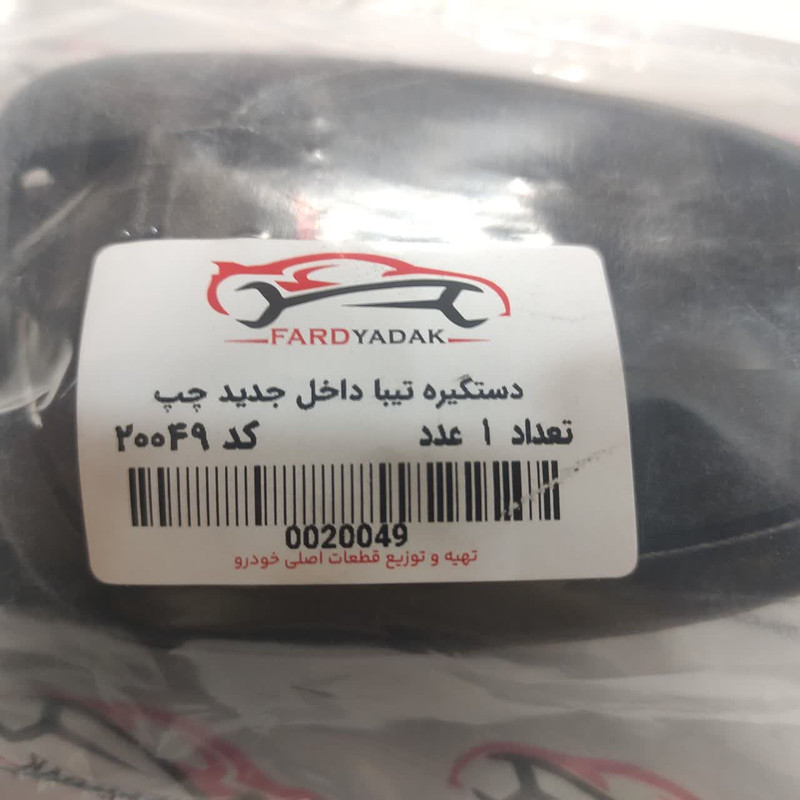 FARDYADAK
دستگیره تیبا داخل جدید چپ
تعداد ۱ عدد کد ۲۰۰۴۹
0020049
تهیه و توزیع قطعات اصلی خودرو